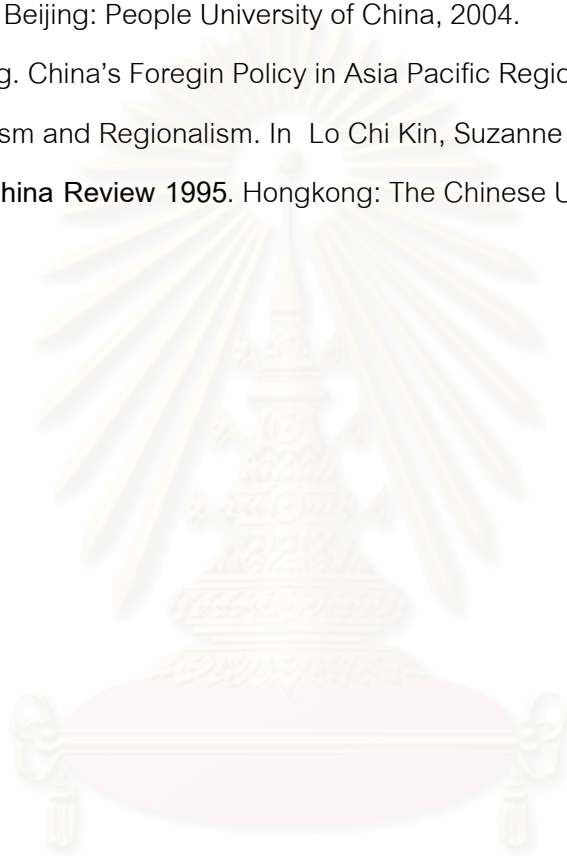 Beijing: People University of China, 2004.
g. China’s Foregin Policy in Asia Pacific Regio
sm and Regionalism. In  Lo Chi Kin, Suzanne
hina Review 1995. Hongkong: The Chinese U